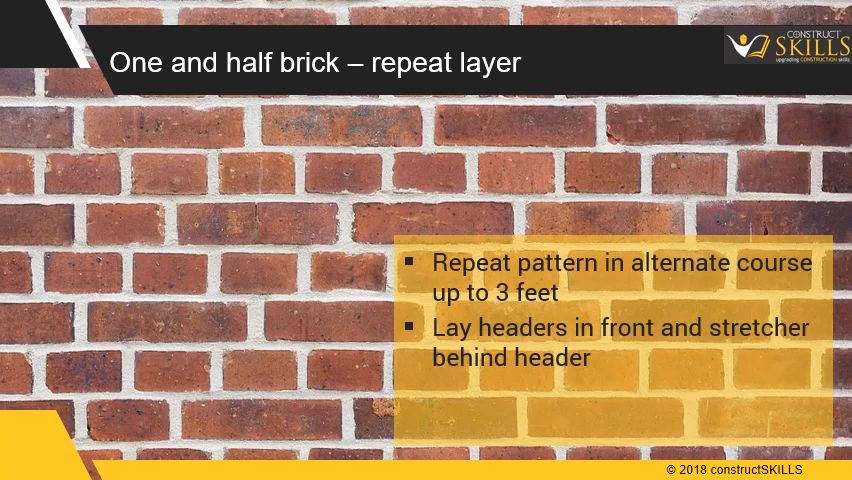 One and half brick – repeat layer
CONSTRUCT
SKILLS
upgrading CONSTRUCTION skills
▪ Repeat pattern in alternate course
up to 3 feet
▪ Lay headers in front and stretcher
behind header
© 2018 constructSKILLS